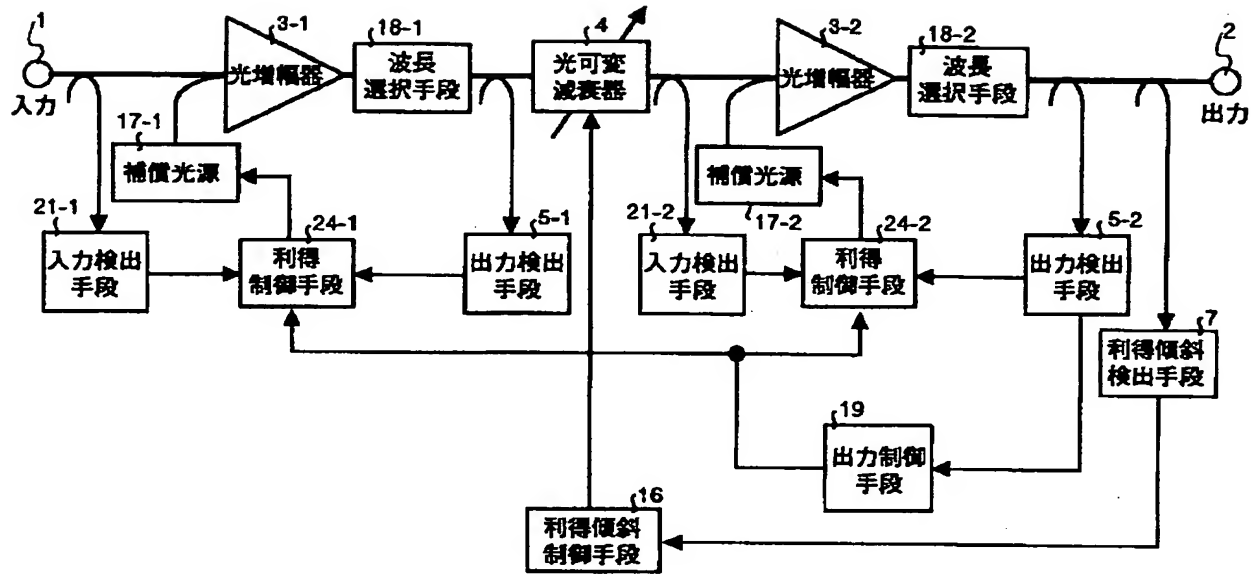 1
入力
3-1
光増幅器
18-1
波長
選択手段
4
光可変
減衰器
3-2
光増幅器
18-2
波長
選択手段
2
出力
17-1
補償光源
補償光源
17-2
21-1
入力検出
手段
24-1
利得
制御手段
5-1
出力検出
手段
21-2
入力検出
手段
24-2
利得
制御手段
5-2
出力検出
手段
7
利得傾斜
検出手段
19
出力制御
手段
16
利得傾斜
制御手段